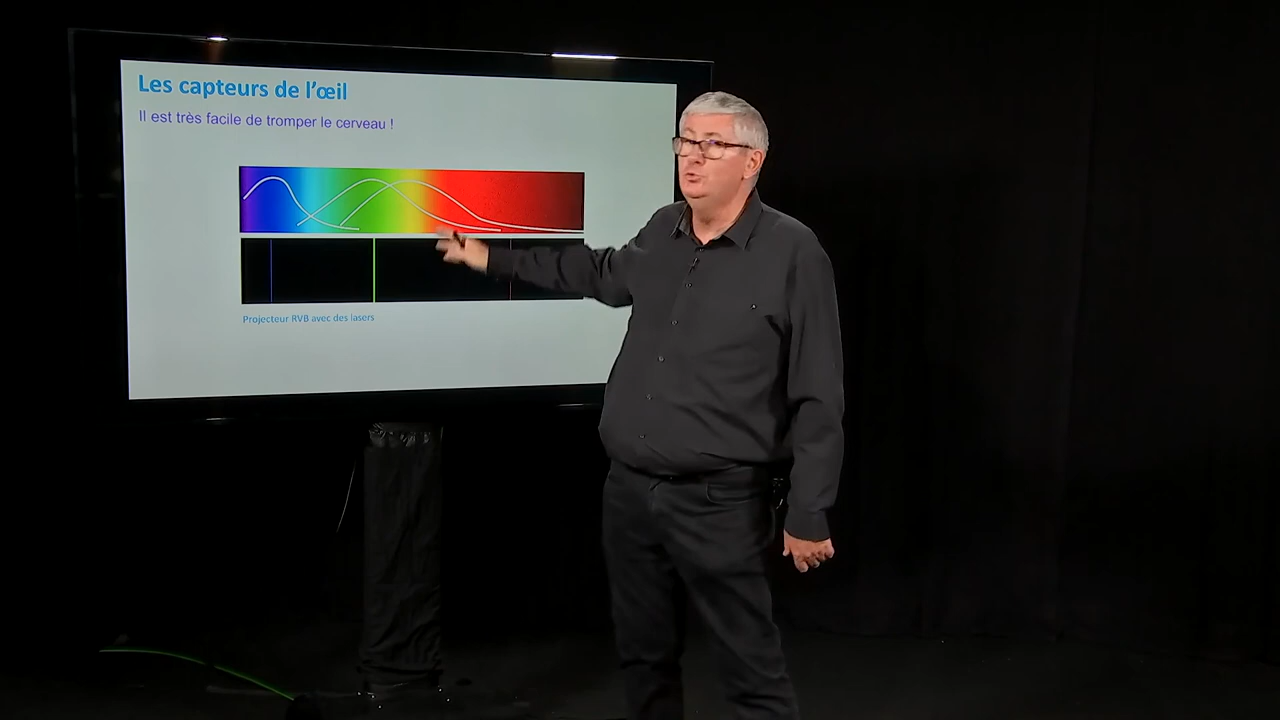 Les capteurs de l'œil
Il est très facile de tromper le cerveau !
Projecteur RVB avec des lasers